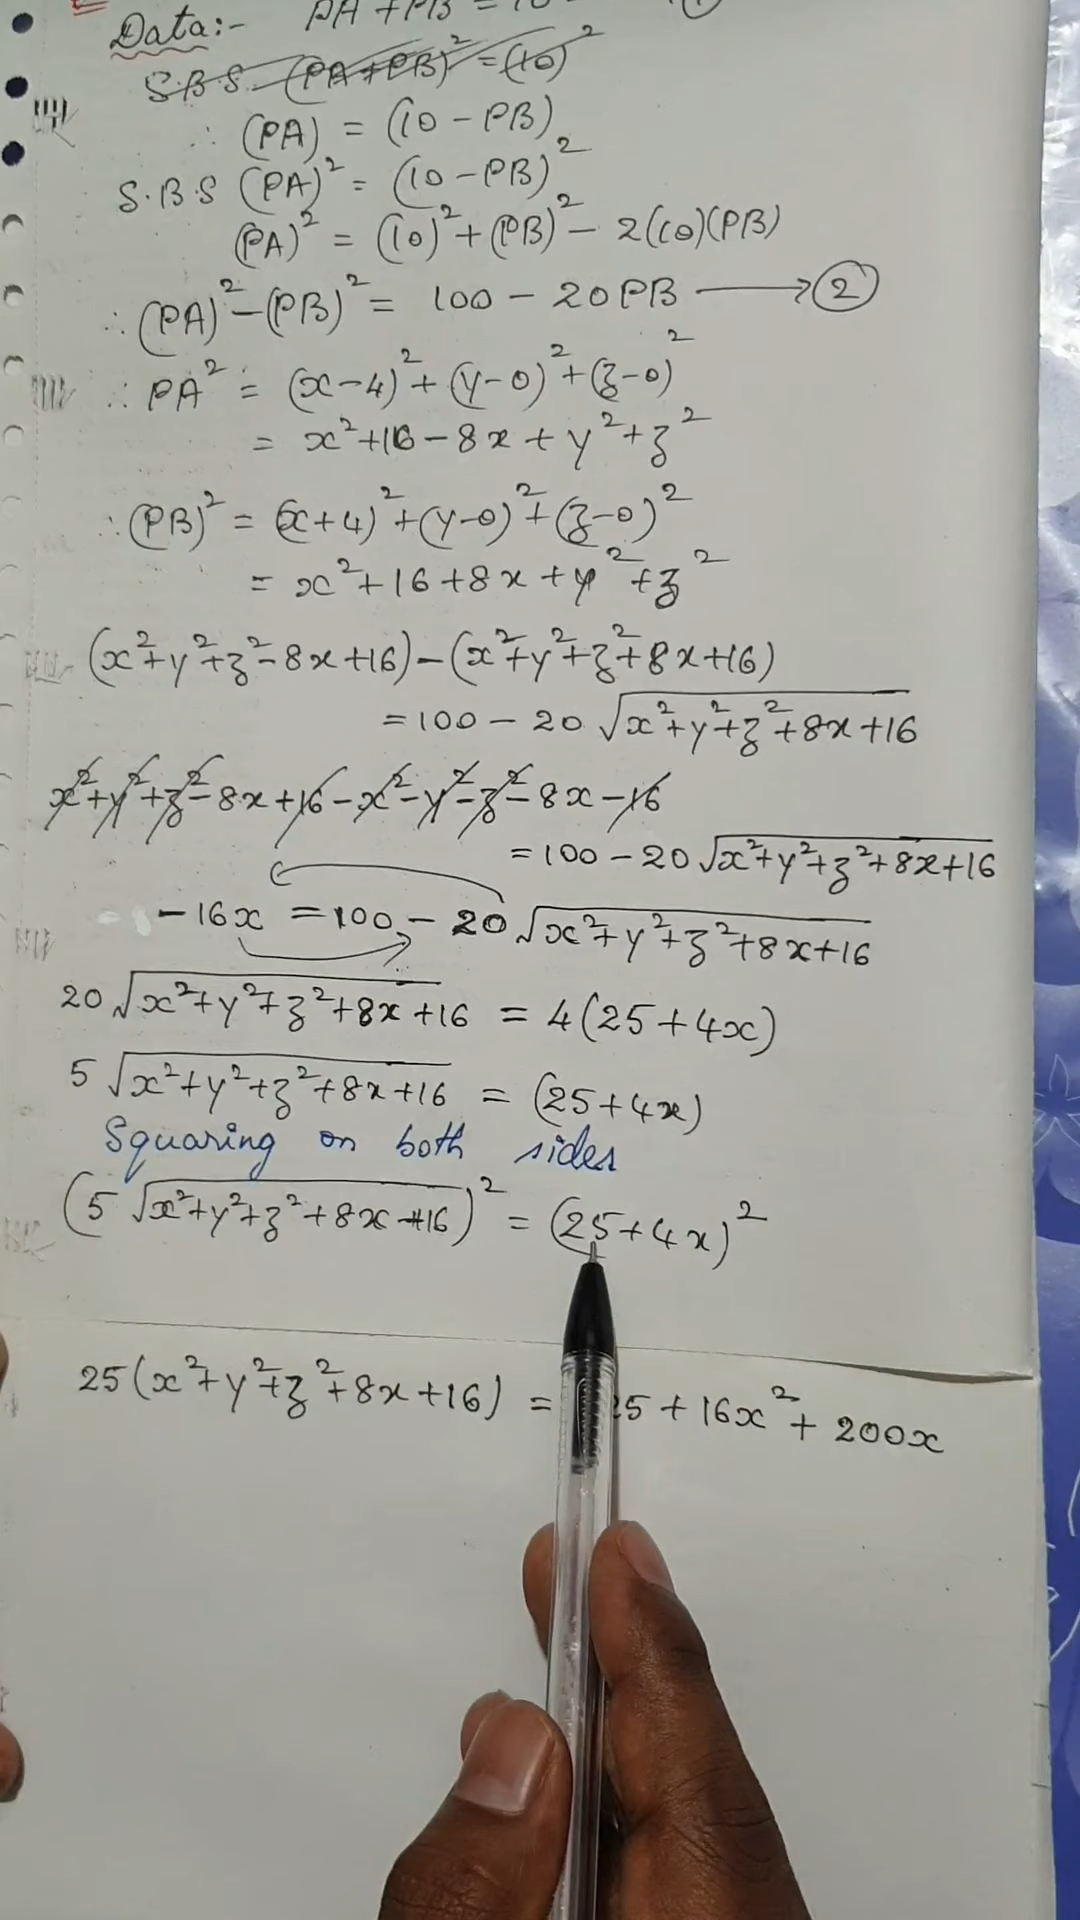 Data:- PA + PB = 10
S.B.S. (PA+PB)² = (10)²
∴ (PA) = (10 - PB)
S.B.S (PA)² = (10 - PB)²
(PA)² = (10)² + (PB)² - 2(10)(PB)
∴ (PA)² - (PB)² = 100 - 20PB → ②
∴ PA² = (x-4)² + (y-0)² + (z-0)²
= x² + 16 - 8x + y² + z²
∴ (PB)² = (x+4)² + (y-0)² + (z-0)²
= x² + 16 + 8x + y² + z²
(x²+y²+z²-8x+16) - (x²+y²+z²+8x+16)
= 100 - 20 √x²+y²+z²+8x+16
x²+y²+z²-8x+16-x²-y²-z²-8x-16
= 100 - 20 √x²+y²+z²+8x+16
-16x = 100 - 20 √x²+y²+z²+8x+16
20 √x²+y²+z²+8x+16 = 4(25+4x)
5 √x²+y²+z²+8x+16 = (25+4x)
Squaring on both sides
(5 √x²+y²+z²+8x+16)² = (25+4x)²
25(x²+y²+z²+8x+16) = 25 + 16x² + 200x